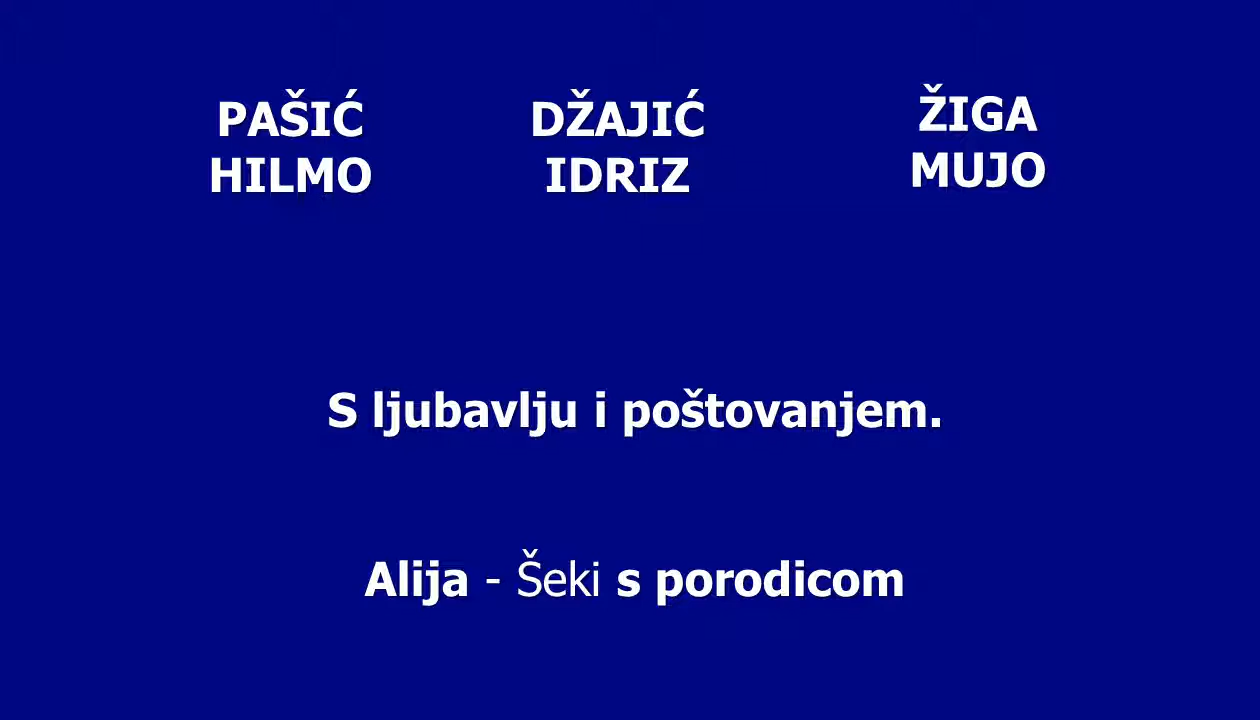 PAŠIĆ
HILMO
DŽAJIĆ
IDRIZ
ŽIGA
MUJO
S ljubavlju i poštovanjem.
Alija - Šeki s porodicom